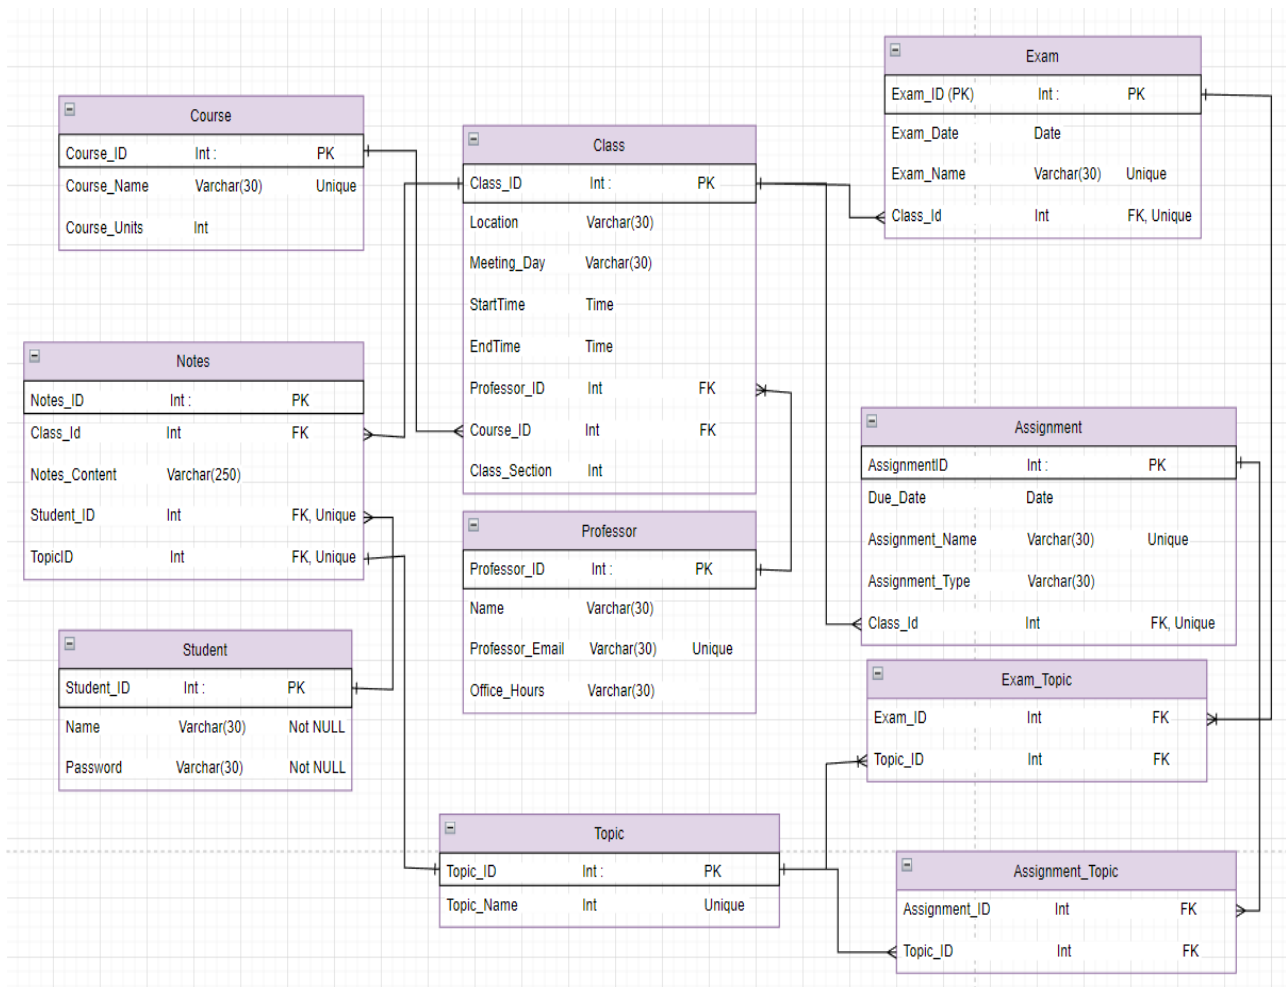 Course
Course_ID Int : PK
Course_Name Varchar(30) Unique
Course_Units Int
Notes
Notes_ID Int : PK
Class_Id Int FK
Notes_Content Varchar(250)
Student_ID Int FK, Unique
TopicID Int FK, Unique
Student
Student_ID Int : PK
Name Varchar(30) Not NULL
Password Varchar(30) Not NULL
Class
Class_ID Int : PK
Location Varchar(30)
Meeting_Day Varchar(30)
StartTime Time
EndTime Time
Professor_ID Int FK
Course_ID Int FK
Class_Section Int
Professor
Professor_ID Int : PK
Name Varchar(30)
Professor_Email Varchar(30) Unique
Office_Hours Varchar(30)
Topic
Topic_ID Int : PK
Topic_Name Int Unique
Exam
Exam_ID (PK) Int : PK
Exam_Date Date
Exam_Name Varchar(30) Unique
Class_Id Int FK, Unique
Assignment
AssignmentID Int : PK
Due_Date Date
Assignment_Name Varchar(30) Unique
Assignment_Type Varchar(30)
Class_Id Int FK, Unique
Exam_Topic
Exam_ID Int FK
Topic_ID Int FK
Assignment_Topic
Assignment_ID Int FK
Topic_ID Int FK